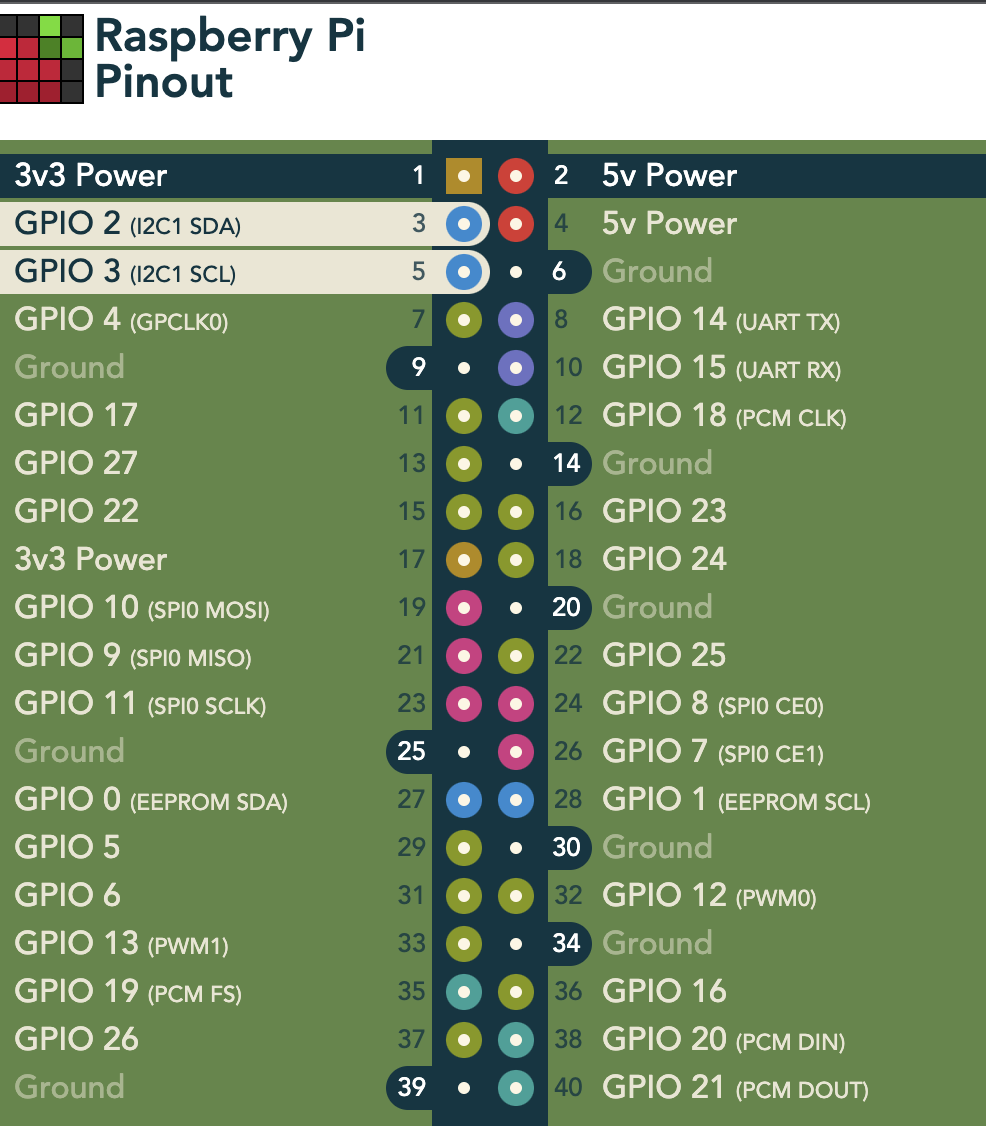 Raspberry Pi
Pinout
3v3 Power 1 2 5v Power
GPIO 2 (I2C1 SDA) 3 4 5v Power
GPIO 3 (I2C1 SCL) 5 6 Ground
GPIO 4 (GPCLK0) 7 8 GPIO 14 (UART TX)
Ground 9 10 GPIO 15 (UART RX)
GPIO 17 11 12 GPIO 18 (PCM CLK)
GPIO 27 13 14 Ground
GPIO 22 15 16 GPIO 23
3v3 Power 17 18 GPIO 24
GPIO 10 (SPI0 MOSI) 19 20 Ground
GPIO 9 (SPI0 MISO) 21 22 GPIO 25
GPIO 11 (SPI0 SCLK) 23 24 GPIO 8 (SPI0 CE0)
Ground 25 26 GPIO 7 (SPI0 CE1)
GPIO 0 (EEPROM SDA) 27 28 GPIO 1 (EEPROM SCL)
GPIO 5 29 30 Ground
GPIO 6 31 32 GPIO 12 (PWM0)
GPIO 13 (PWM1) 33 34 Ground
GPIO 19 (PCM FS) 35 36 GPIO 16
GPIO 26 37 38 GPIO 20 (PCM DIN)
Ground 39 40 GPIO 21 (PCM DOUT)